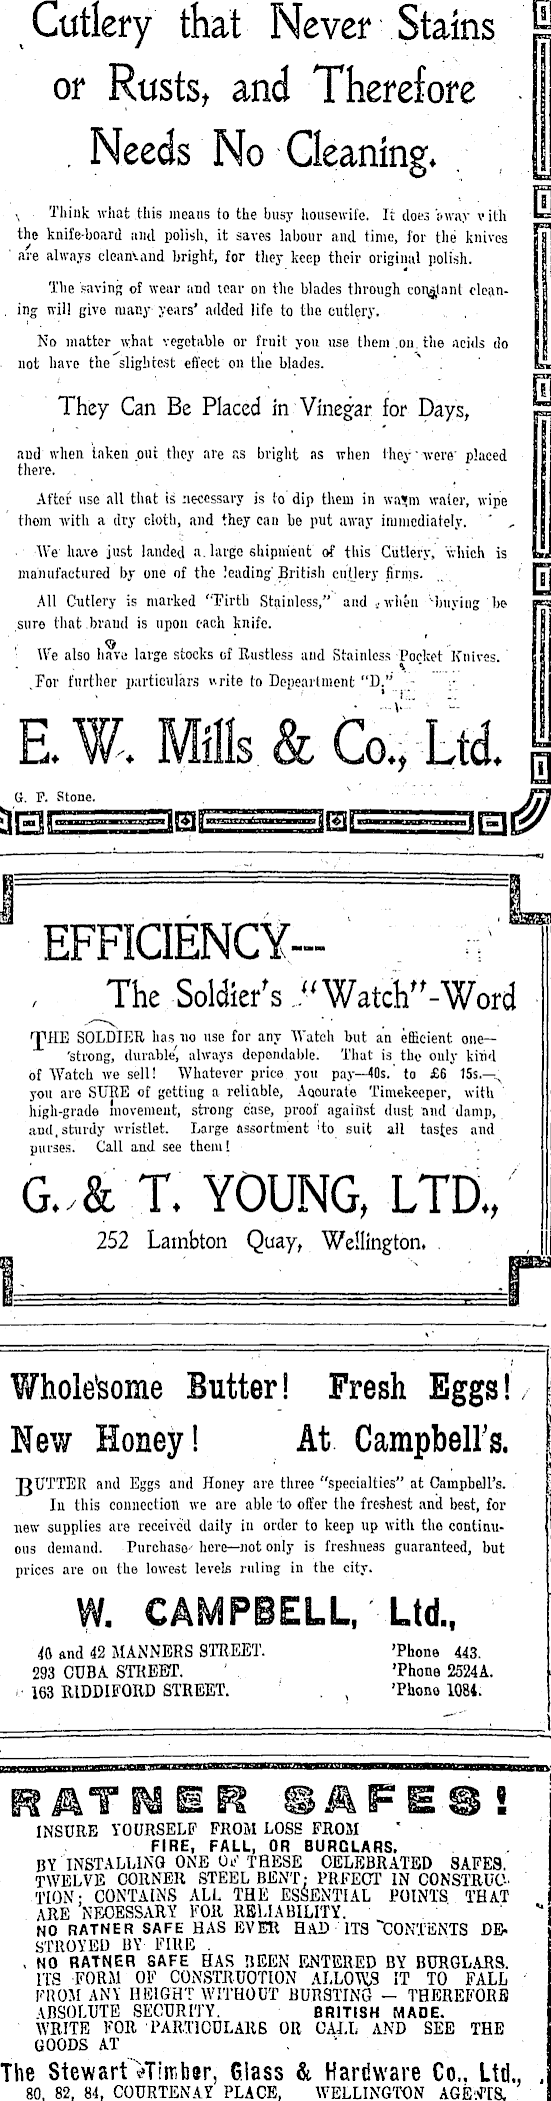 Cutlery that Never Stains
or Rusts, and Therefore
Needs No Cleaning.
Think what this means to the busy housewife. It does away with
the knife-board and polish, it saves labour and time, for the knives
are always clean and bright, for they keep their original polish.
The saving of wear and tear on the blades through constant clean-
ing will give many years' added life to the cutlery.
No matter what vegetable or fruit you use them on the acids do
not have the slightest effect on the blades.
They Can Be Placed in Vinegar for Days,
and when taken out they are as bright as when they were placed
there.
After use all that is necessary is to dip them in warm water, wipe
them with a dry cloth, and they can be put away immediately.
We have just landed a large shipment of this Cutlery, which is
manufactured by one of the leading British cutlery firms.
All Cutlery is marked "Firth Stainless," and when buying be
sure that brand is upon each knife.
We also have large stocks of Rustless and Stainless Pocket Knives.
For further particulars write to Depeartment "D,"
E. W. Mills & Co., Ltd.
G. F. Stone.
EFFICIENCY—
The Soldier's "Watch"-Word
THE SOLDIER has no use for any Watch but an efficient one—
strong, durable, always dependable. That is the only kind
of Watch we sell! Whatever price you pay—40s. to £6 15s.—
you are SURE of getting a reliable, Accurate Timekeeper, with
high-grade movement, strong case, proof against dust and damp,
and sturdy wristlet. Large assortment to suit all tastes and
purses. Call and see them!
G. & T. YOUNG, LTD.,
252 Lambton Quay, Wellington.
Wholesome Butter! Fresh Eggs!
New Honey! At Campbell's.
BUTTER and Eggs and Honey are three "specialties" at Campbell's.
In this connection we are able to offer the freshest and best, for
new supplies are received daily in order to keep up with the continu-
ous demand. Purchase here—not only is freshness guaranteed, but
prices are on the lowest levels ruling in the city.
W. CAMPBELL, Ltd.,
40 and 42 MANNERS STREET. 'Phone 443.
293 CUBA STREET. 'Phone 2524A.
163 RIDDIFORD STREET. 'Phone 1084.
RATNER SAFES!
INSURE YOURSELF FROM LOSS FROM
FIRE, FALL, OR BURGLARS,
BY INSTALLING ONE OF THESE CELEBRATED SAFES.
TWELVE CORNER STEEL BENT; PRFECT IN CONSTRUC-
TION; CONTAINS ALL THE ESSENTIAL POINTS THAT
ARE NECESSARY FOR RELIABILITY.
NO RATNER SAFE HAS EVER HAD ITS CONTENTS DE-
STROYED BY FIRE
NO RATNER SAFE HAS BEEN ENTERED BY BURGLARS.
ITS FORM OF CONSTRUCTION ALLOWS IT TO FALL
FROM ANY HEIGHT WITHOUT BURSTING — THEREFORE
ABSOLUTE SECURITY. BRITISH MADE.
WRITE FOR PARTICULARS OR CALL AND SEE THE
GOODS AT
The Stewart Timber, Glass & Hardware Co., Ltd.,
80, 82, 84, COURTENAY PLACE, WELLINGTON AGENTS.